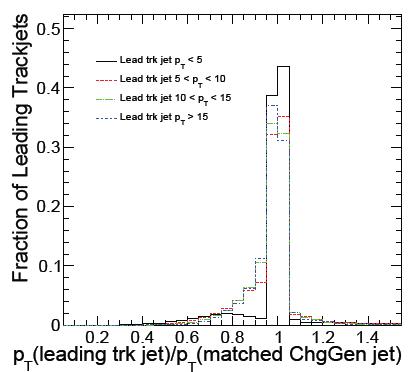 Fraction of Leading Trackjets
0.5
0.4
0.3
0.2
0.1
0
Lead trk jet p_T < 5
Lead trk jet 5 < p_T < 10
Lead trk jet 10 < p_T < 15
Lead trk jet p_T > 15
0.2 0.4 0.6 0.8 1 1.2 1.4
p_T(leading trk jet)/p_T(matched ChgGen jet)